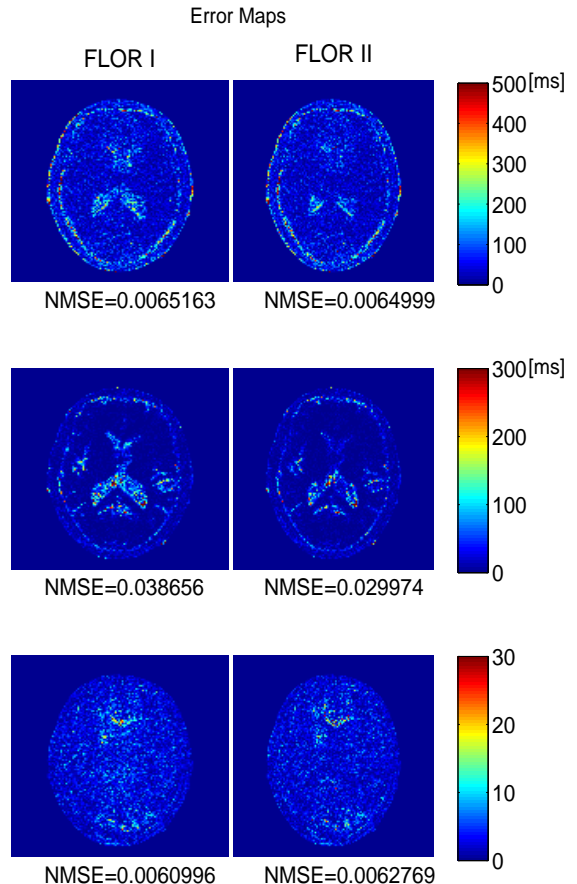 Error Maps
FLOR I
FLOR II
500 [ms]
400
300
200
100
0
NMSE=0.0065163
NMSE=0.0064999
300 [ms]
200
100
0
NMSE=0.038656
NMSE=0.029974
30
20
10
0
NMSE=0.0060996
NMSE=0.0062769